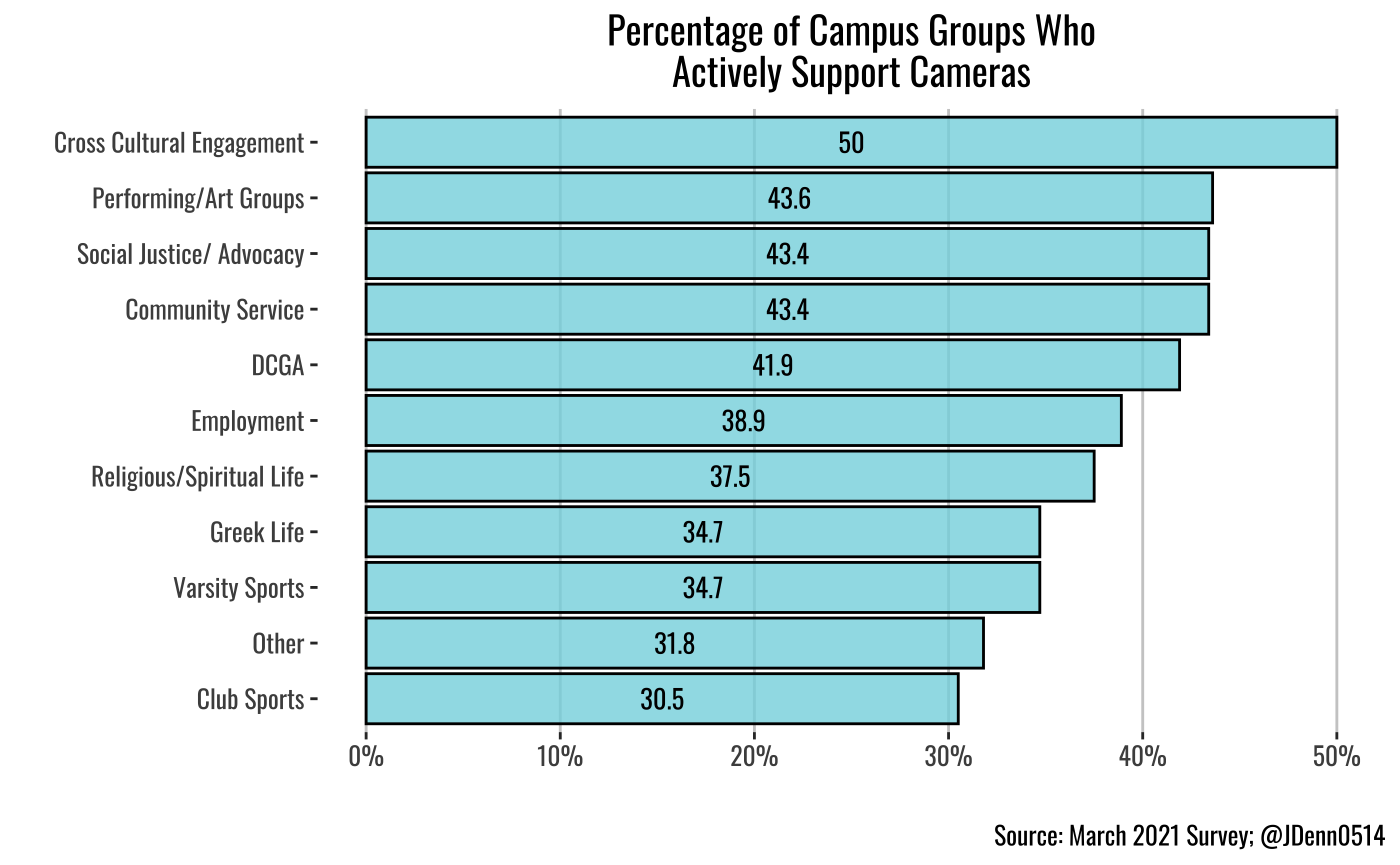 Percentage of Campus Groups Who
Actively Support Cameras
Cross Cultural Engagement 50
Performing/Art Groups 43.6
Social Justice/ Advocacy 43.4
Community Service 43.4
DCGA 41.9
Employment 38.9
Religious/Spiritual Life 37.5
Greek Life 34.7
Varsity Sports 34.7
Other 31.8
Club Sports 30.5
0% 10% 20% 30% 40% 50%
Source: March 2021 Survey; @JDenn0514